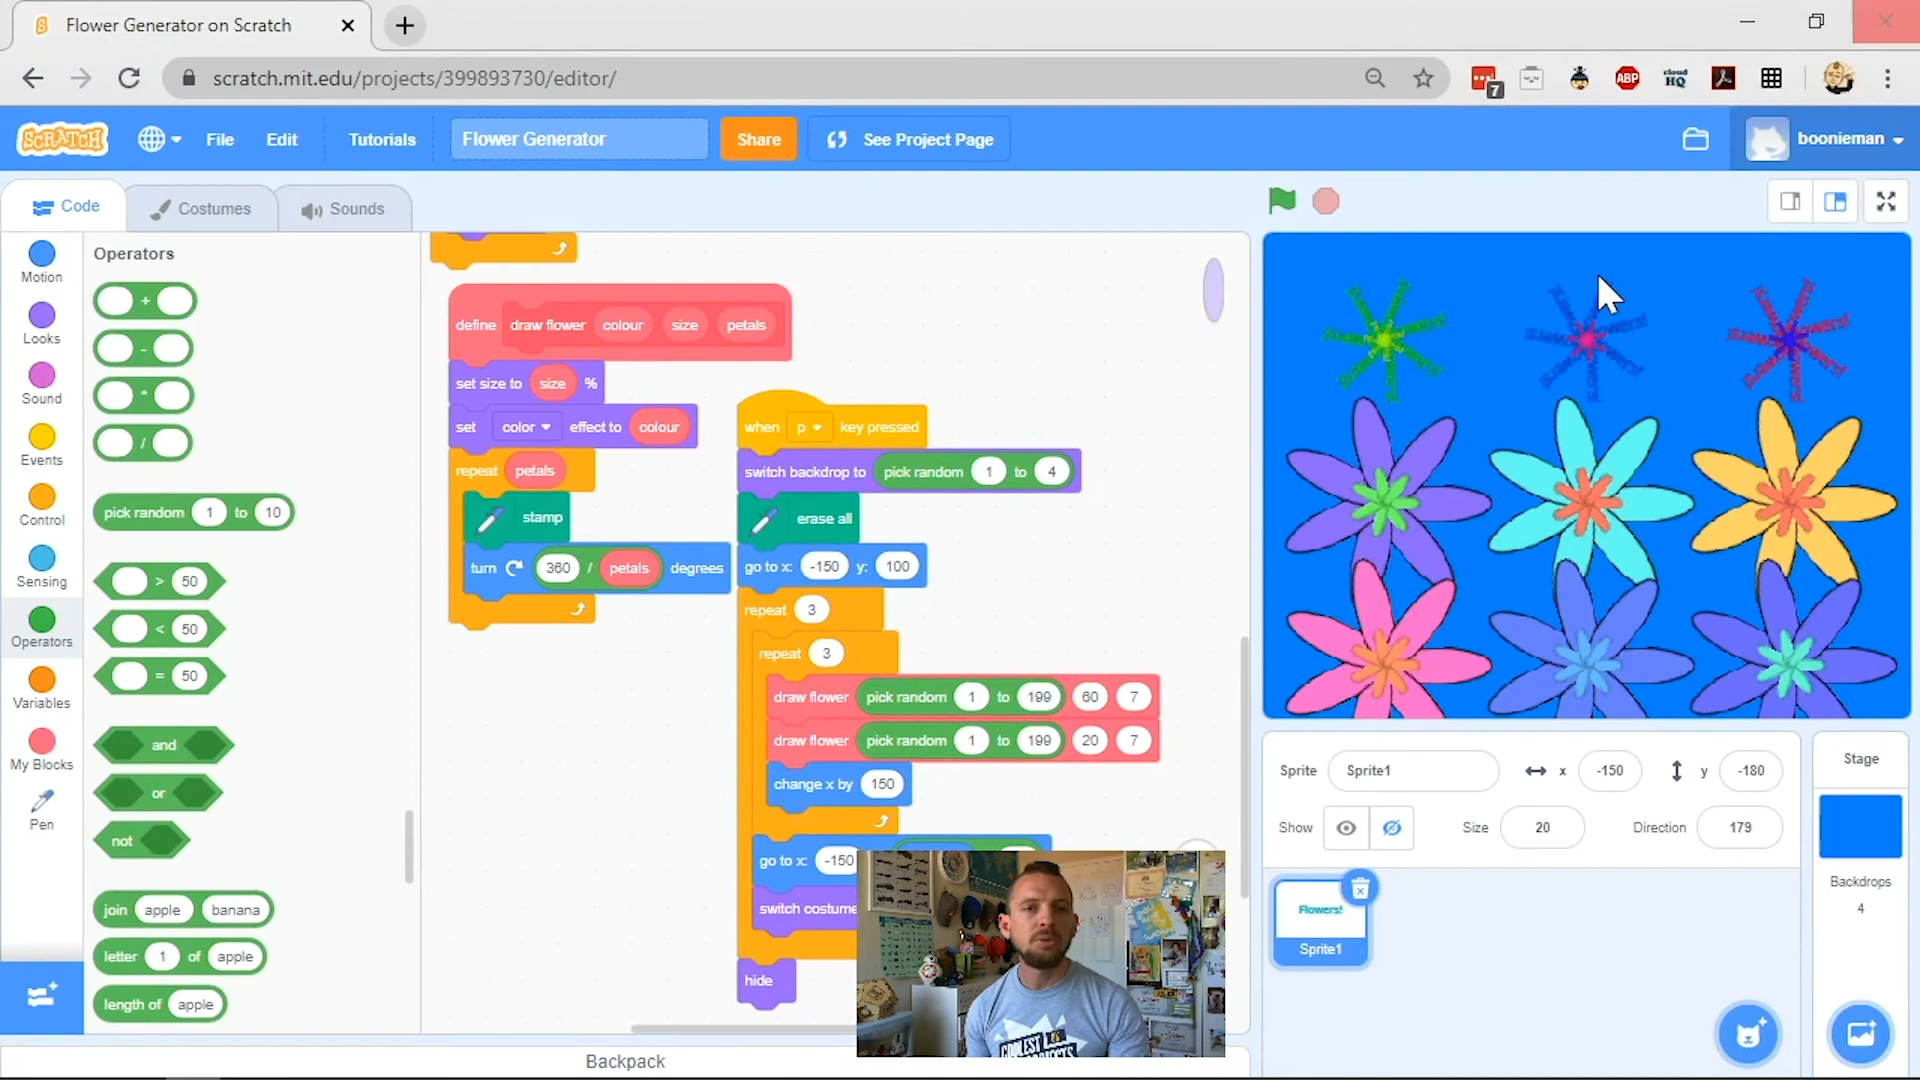 Flower Generator on Scratch
scratch.mit.edu/projects/399893730/editor/
7
ABP
cloud HQ
SCRATCH
File
Edit
Tutorials
Flower Generator
Share
See Project Page
boonieman
Code
Costumes
Sounds
Motion
Looks
Sound
Events
Control
Sensing
Operators
Variables
My Blocks
Pen
Operators
+
-
*
/
pick random 1 to 10
> 50
< 50
= 50
and
or
not
join apple banana
letter 1 of apple
length of apple
define draw flower colour size petals
set size to size %
set color effect to colour
repeat petals
stamp
turn 360 / petals degrees
when p key pressed
switch backdrop to pick random 1 to 4
erase all
go to x: -150 y: 100
repeat 3
repeat 3
draw flower pick random 1 to 199 60 7
draw flower pick random 1 to 199 20 7
change x by 150
go to x: -150
switch costume
hide
Backpack
Sprite
Sprite1
x -150
y -180
Show
Size 20
Direction 179
Flowers!
Sprite1
Stage
Backdrops
4